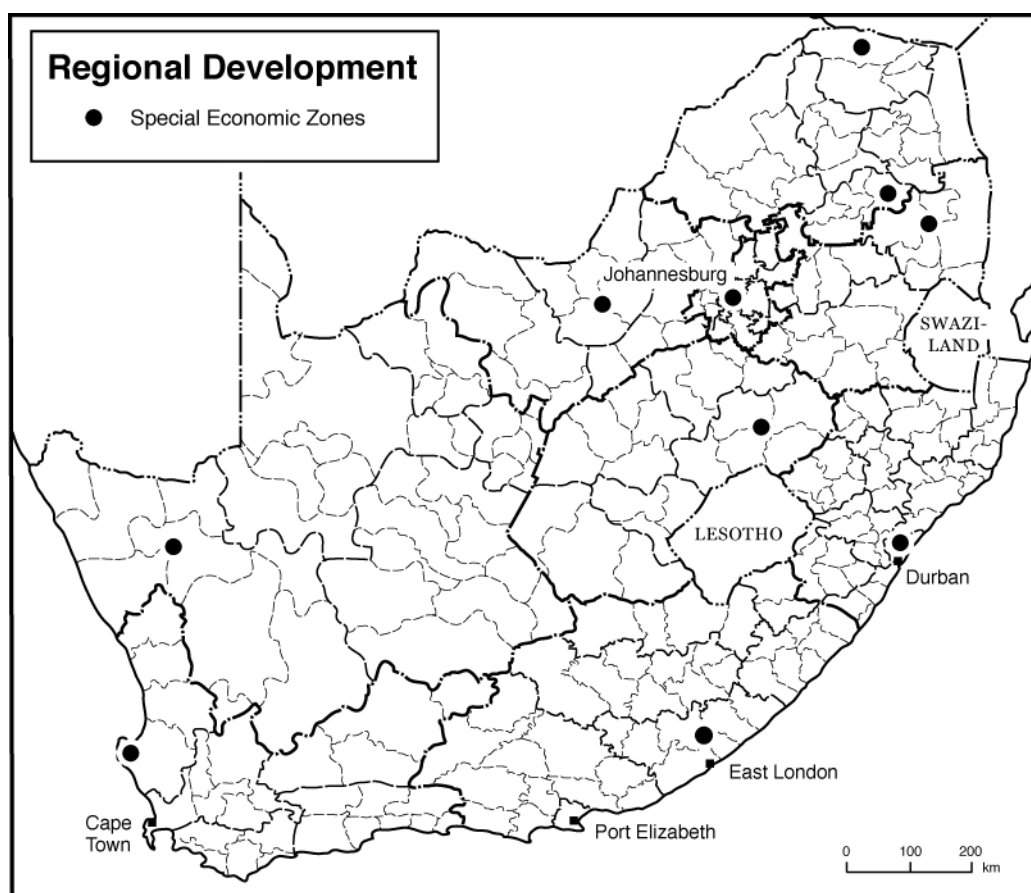 Regional Development
Special Economic Zones
Johannesburg
SWAZI-
LAND
LESOTHO
Durban
East London
Port Elizabeth
Cape
Town
0 100 200
km